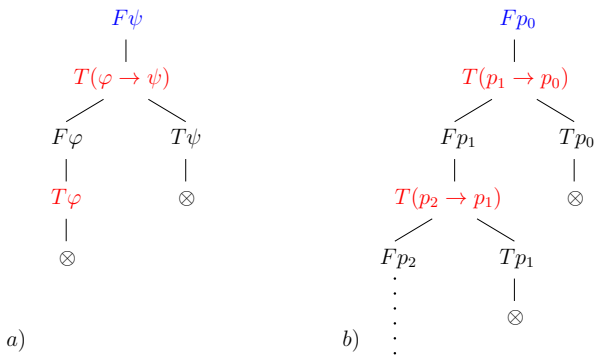 Fψ Fp₀
T(φ → ψ) T(p₁ → p₀)
Fφ Tψ Fp₁ Tp₀
Tφ ⊗ T(p₂ → p₁) ⊗
⊗ Fp₂ Tp₁
⊗
a) b)